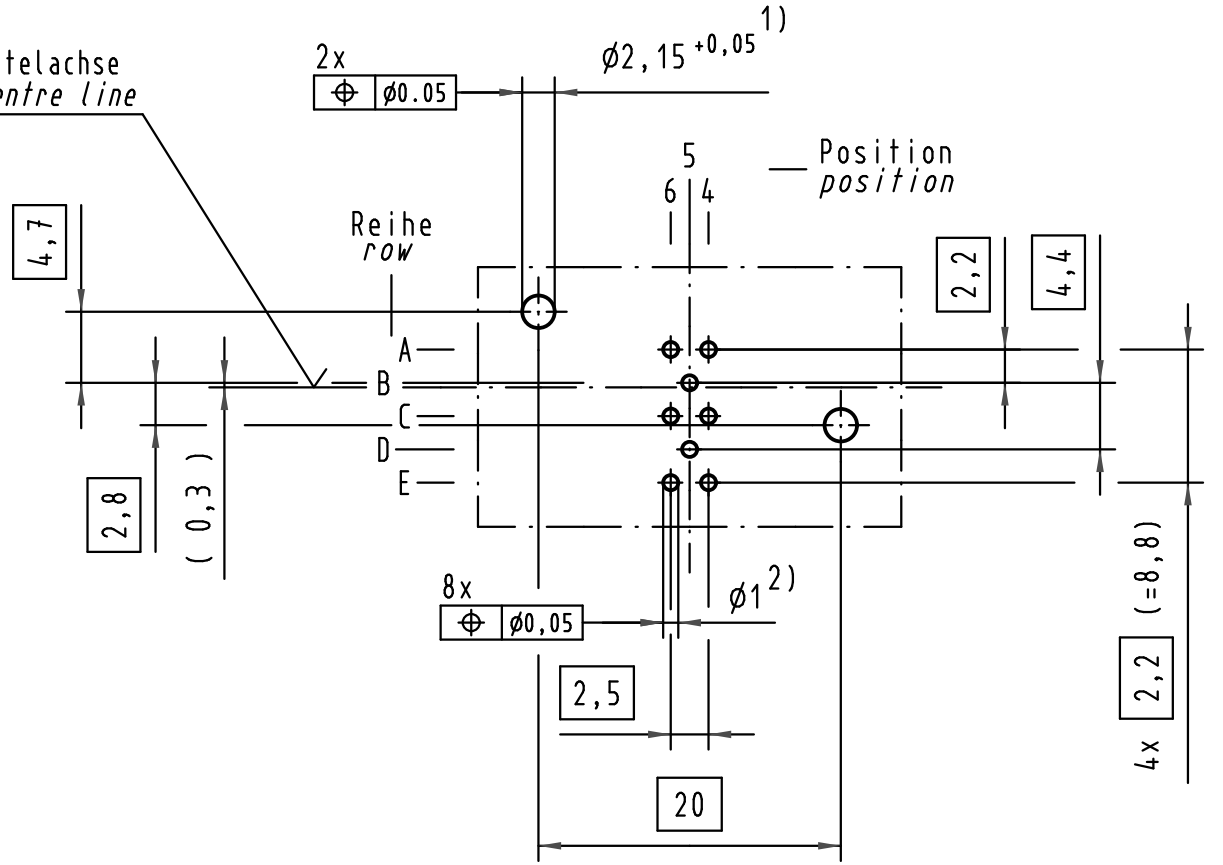 2x
⌖ ø0.05
ø2,15 +0,05 1)
telachse
entre line
5
6 4
Position
position
Reihe
row
4,7
2,2
4,4
A
B
C
D
E
2,8
( 0,3 )
8x
⌖ ø0,05
ø1 2)
2,5
20
4x 2,2 (=8,8)